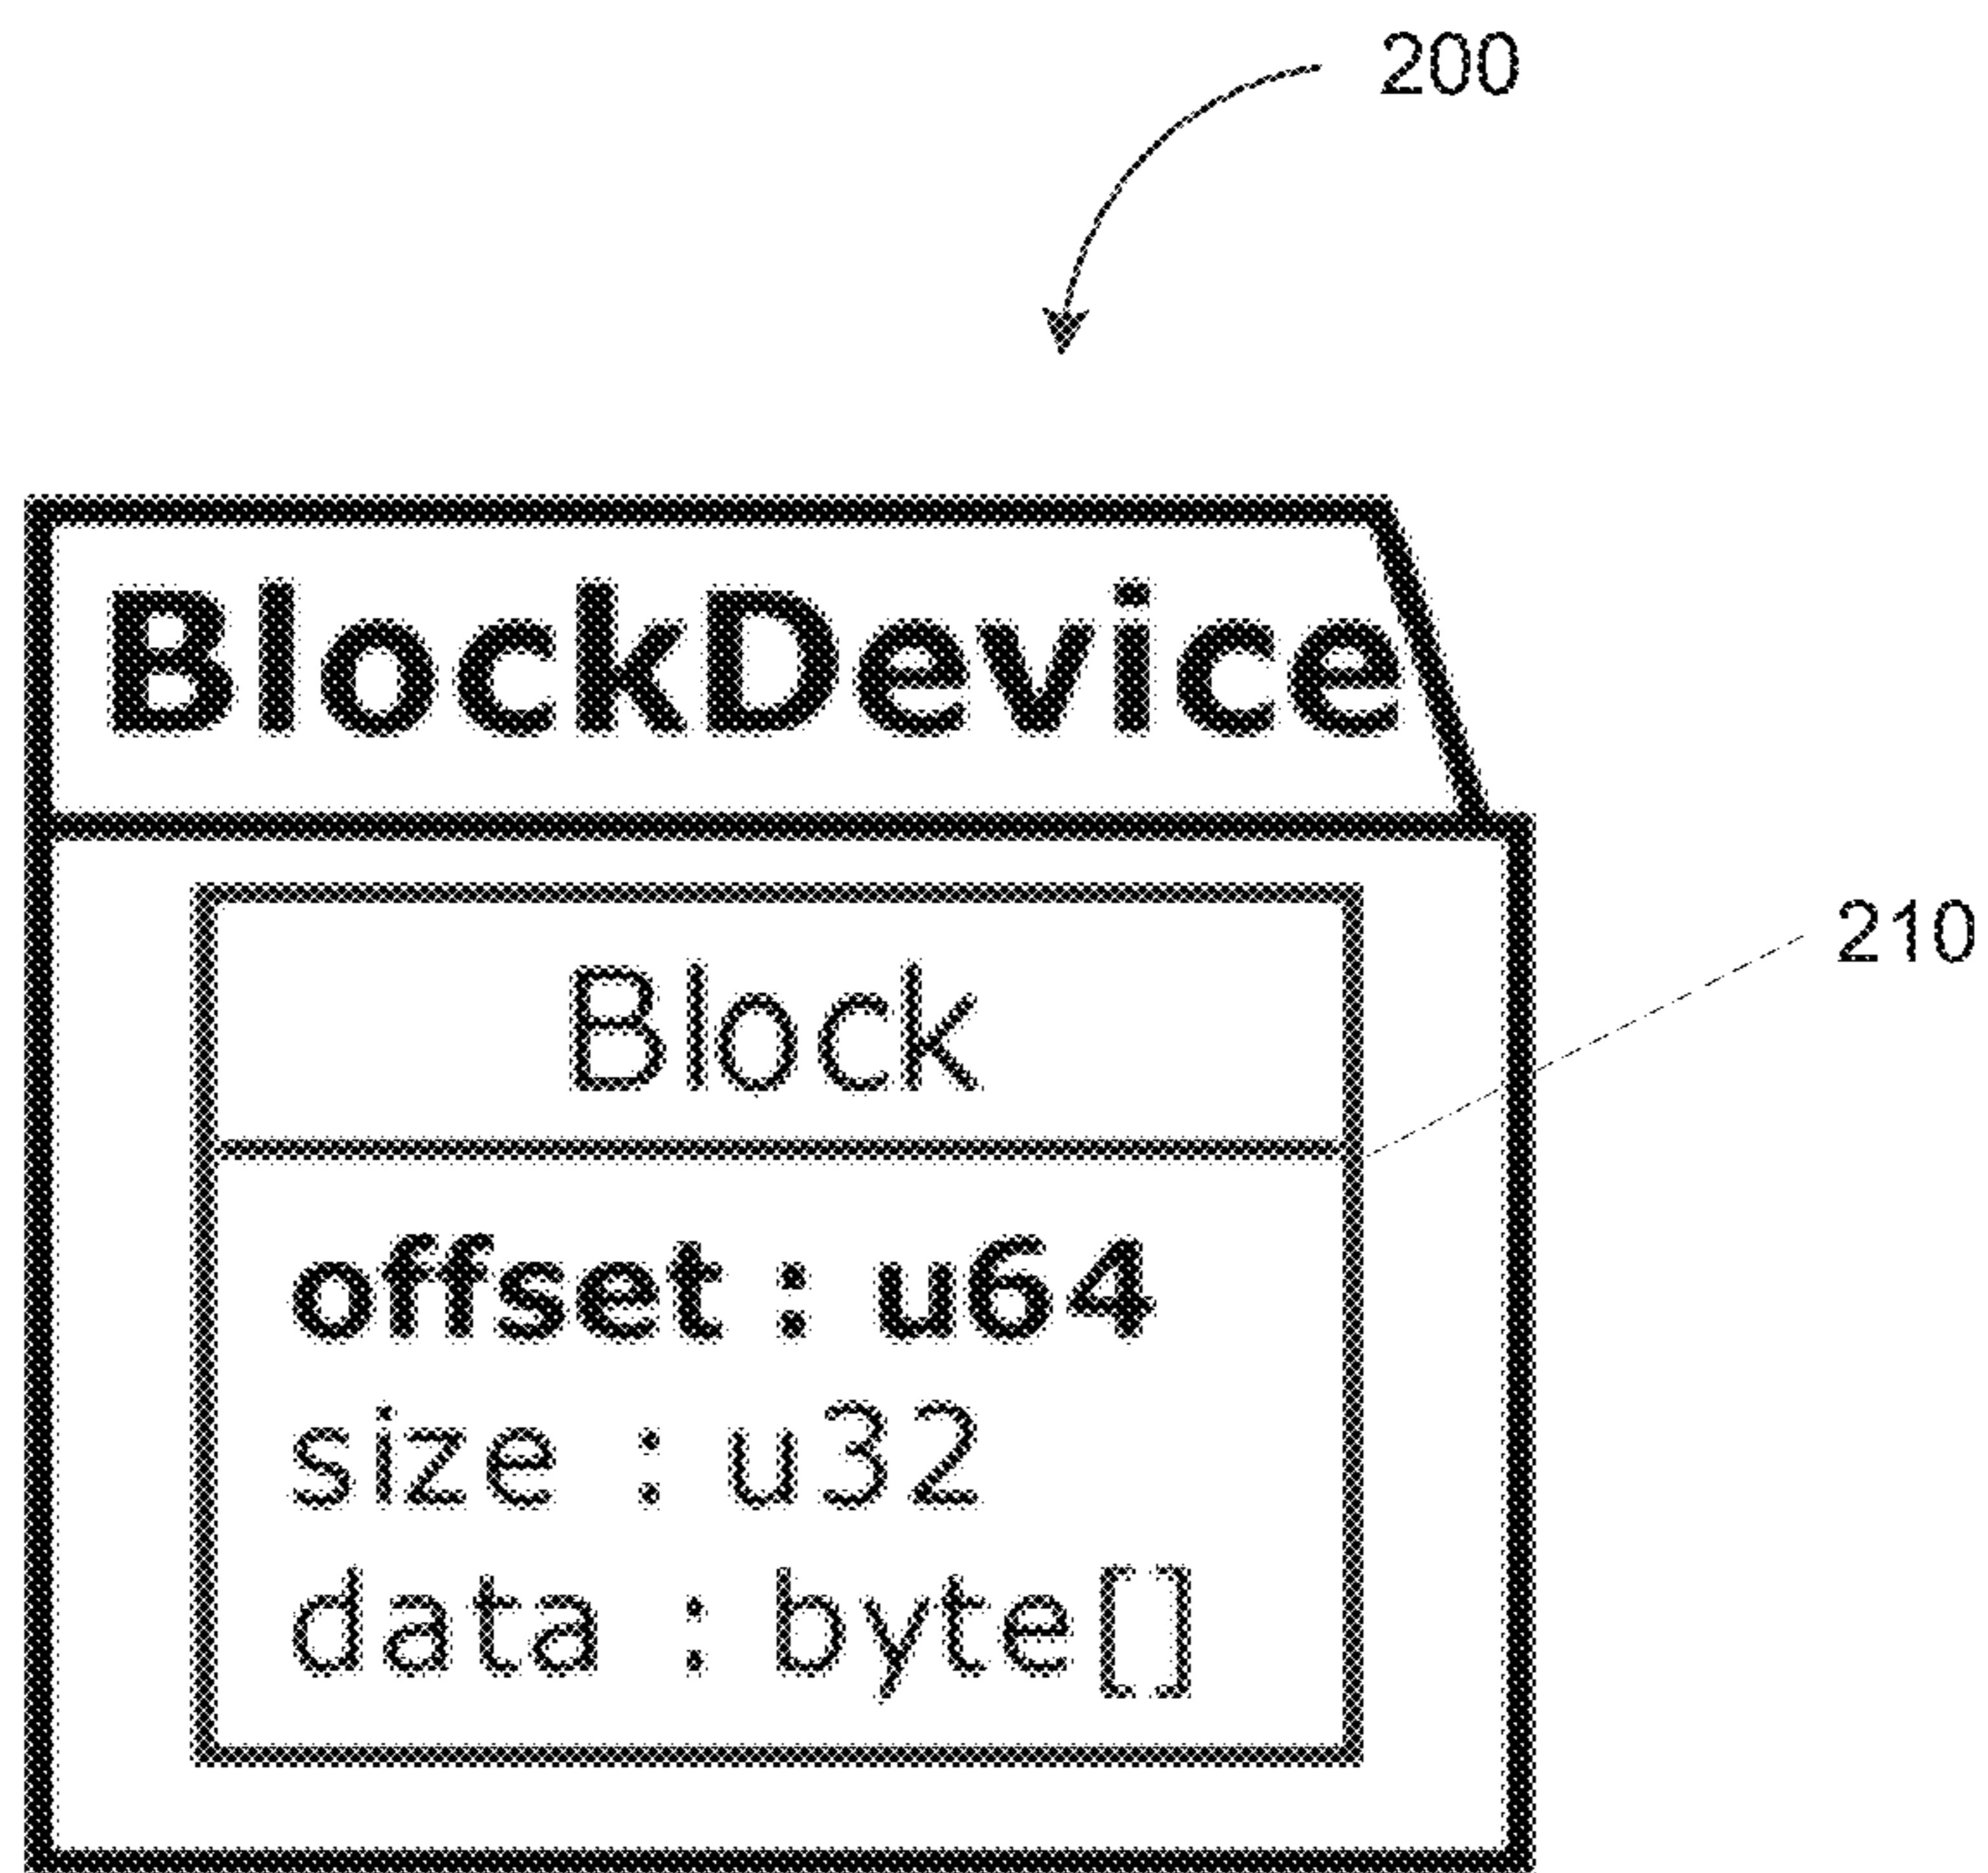 200
BlockDevice
210
Block
offset : u64
size : u32
data : byte[]